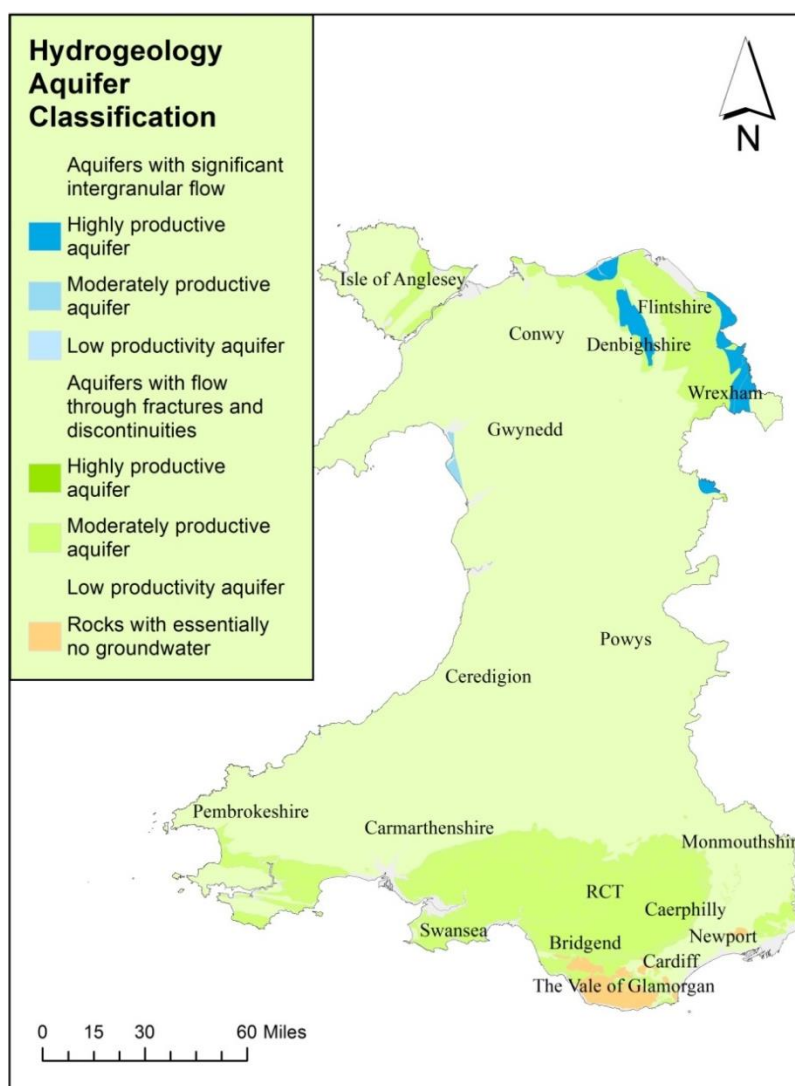 Hydrogeology
Aquifer
Classification
Aquifers with significant
intergranular flow
Highly productive
aquifer
Moderately productive
aquifer
Low productivity aquifer
Aquifers with flow
through fractures and
discontinuities
Highly productive
aquifer
Moderately productive
aquifer
Low productivity aquifer
Rocks with essentially
no groundwater
N
Isle of Anglesey
Flintshire
Conwy
Denbighshire
Wrexham
Gwynedd
Powys
Ceredigion
Pembrokeshire
Carmarthenshire
Monmouthshir
RCT
Caerphilly
Swansea
Newport
Bridgend
Cardiff
The Vale of Glamorgan
0 15 30 60 Miles